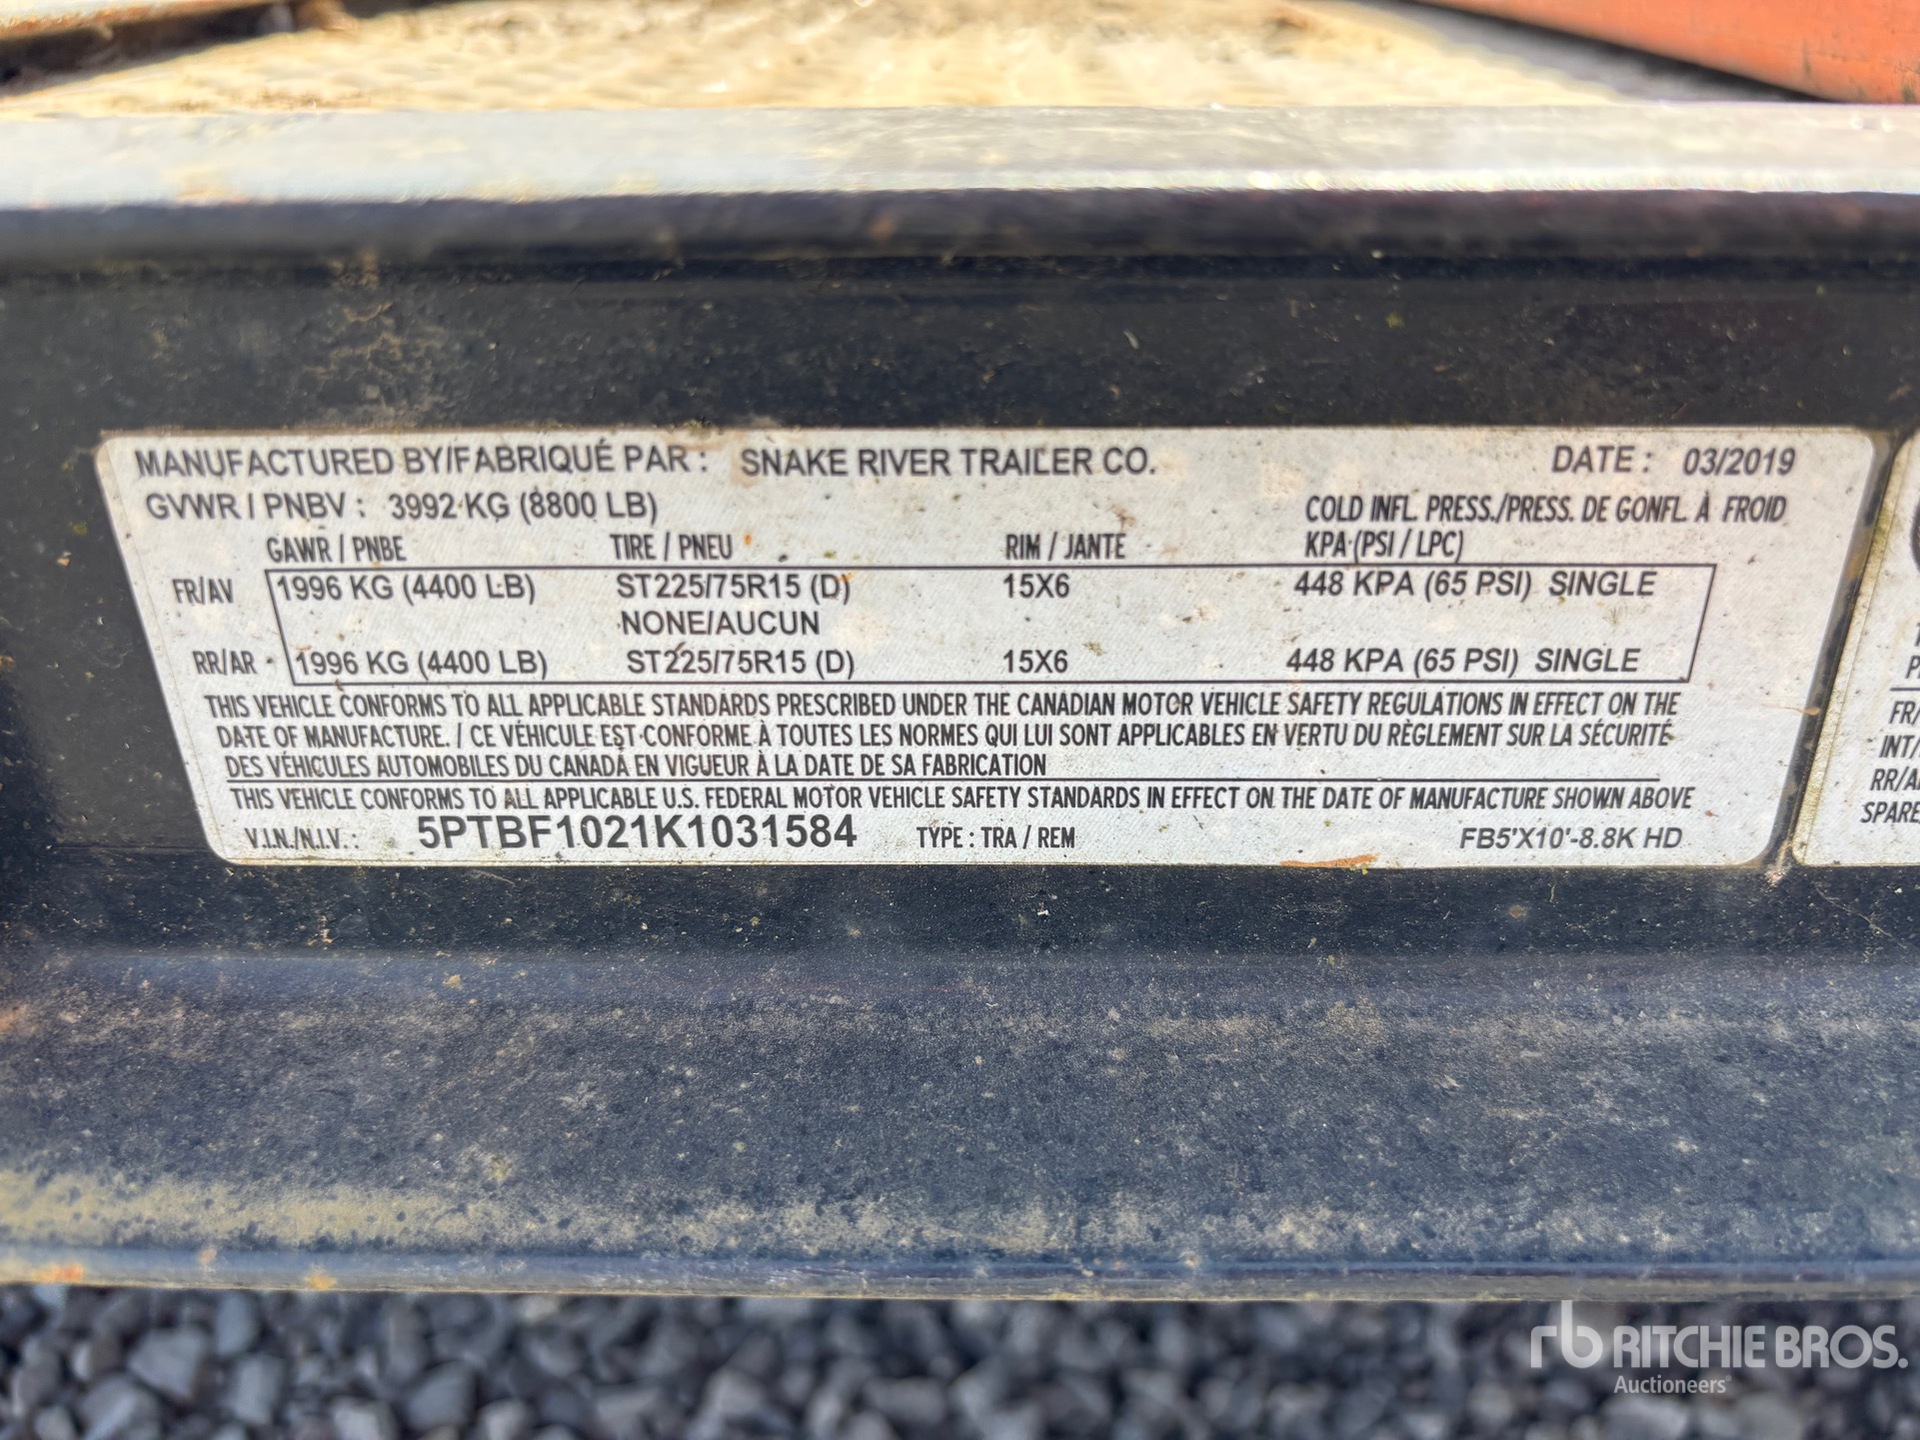 MANUFACTURED BY/FABRIQUÉ PAR : SNAKE RIVER TRAILER CO. DATE : 03/2019
GVWR / PNBV : 3992 KG (8800 LB) COLD INFL. PRESS./PRESS. DE GONFL. À FROID
GAWR / PNBE TIRE / PNEU RIM / JANTE KPA (PSI / LPC)
FR/AV 1996 KG (4400 LB) ST225/75R15 (D) 15X6 448 KPA (65 PSI) SINGLE
NONE/AUCUN
RR/AR 1996 KG (4400 LB) ST225/75R15 (D) 15X6 448 KPA (65 PSI) SINGLE
THIS VEHICLE CONFORMS TO ALL APPLICABLE STANDARDS PRESCRIBED UNDER THE CANADIAN MOTOR VEHICLE SAFETY REGULATIONS IN EFFECT ON THE
DATE OF MANUFACTURE. / CE VÉHICULE EST CONFORME À TOUTES LES NORMES QUI LUI SONT APPLICABLES EN VERTU DU RÈGLEMENT SUR LA SÉCURITÉ
DES VÉHICULES AUTOMOBILES DU CANADA EN VIGUEUR À LA DATE DE SA FABRICATION
THIS VEHICLE CONFORMS TO ALL APPLICABLE U.S. FEDERAL MOTOR VEHICLE SAFETY STANDARDS IN EFFECT ON THE DATE OF MANUFACTURE SHOWN ABOVE
V.I.N./N.I.V. : 5PTBF1021K1031584 TYPE : TRA / REM FB5'X10'-8.8K HD
FR/
INT/
RR/A
SPARE/
rb RITCHIE BROS.
Auctioneers